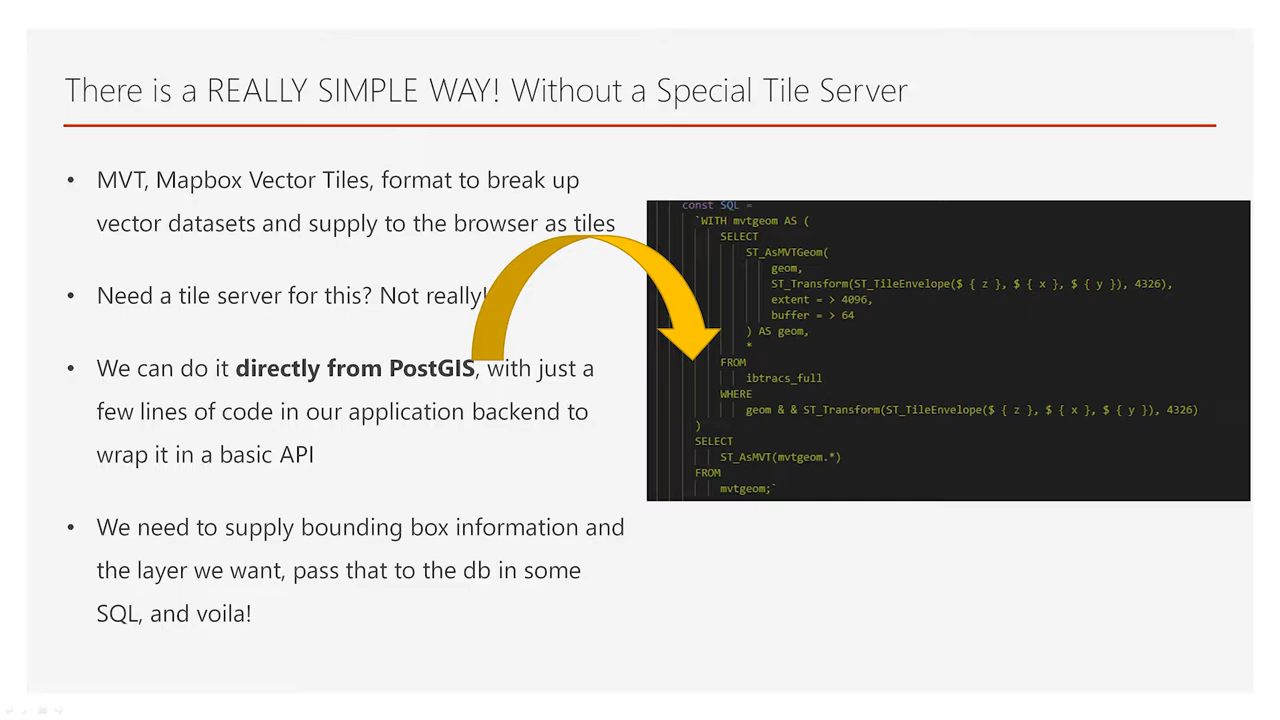 There is a REALLY SIMPLE WAY! Without a Special Tile Server
• MVT, Mapbox Vector Tiles, format to break up
vector datasets and supply to the browser as tiles
• Need a tile server for this? Not really!
• We can do it directly from PostGIS, with just a
few lines of code in our application backend to
wrap it in a basic API
• We need to supply bounding box information and
the layer we want, pass that to the db in some
SQL, and voila!
const SQL =
`WITH mvtgeom AS (
SELECT
ST_AsMVTGeom(
geom,
ST_Transform(ST_TileEnvelope($ { z }, $ { x }, $ { y }), 4326),
extent = > 4096,
buffer = > 64
) AS geom,
*
FROM
ibtracs_full
WHERE
geom & & ST_Transform(ST_TileEnvelope($ { z }, $ { x }, $ { y }), 4326)
)
SELECT
ST_AsMVT(mvtgeom.*)
FROM
mvtgeom;`